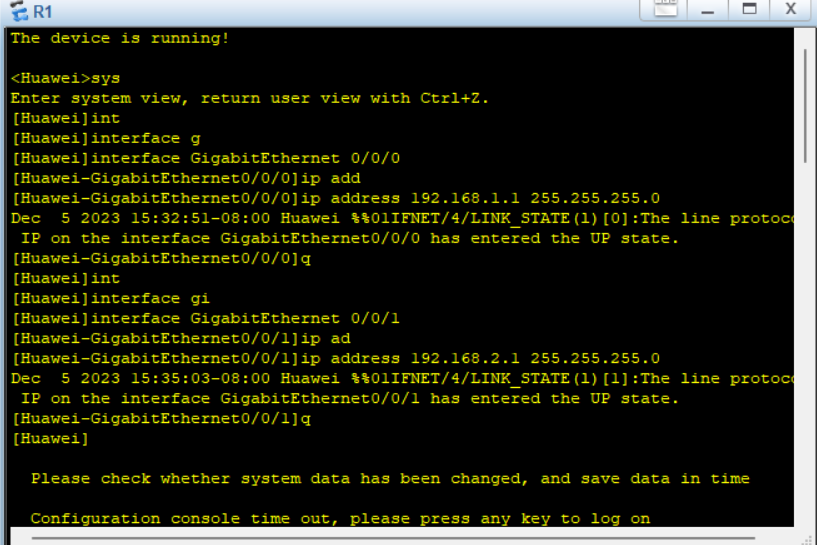 R1
The device is running!
<Huawei>sys
Enter system view, return user view with Ctrl+Z.
[Huawei]int
[Huawei]interface g
[Huawei]interface GigabitEthernet 0/0/0
[Huawei-GigabitEthernet0/0/0]ip add
[Huawei-GigabitEthernet0/0/0]ip address 192.168.1.1 255.255.255.0
Dec  5 2023 15:32:51-08:00 Huawei %%01IFNET/4/LINK_STATE(l)[0]:The line protoco
 IP on the interface GigabitEthernet0/0/0 has entered the UP state.
[Huawei-GigabitEthernet0/0/0]q
[Huawei]int
[Huawei]interface gi
[Huawei]interface GigabitEthernet 0/0/1
[Huawei-GigabitEthernet0/0/1]ip ad
[Huawei-GigabitEthernet0/0/1]ip address 192.168.2.1 255.255.255.0
Dec  5 2023 15:35:03-08:00 Huawei %%01IFNET/4/LINK_STATE(l)[1]:The line protoco
 IP on the interface GigabitEthernet0/0/1 has entered the UP state.
[Huawei-GigabitEthernet0/0/1]q
[Huawei]
  Please check whether system data has been changed, and save data in time
  Configuration console time out, please press any key to log on